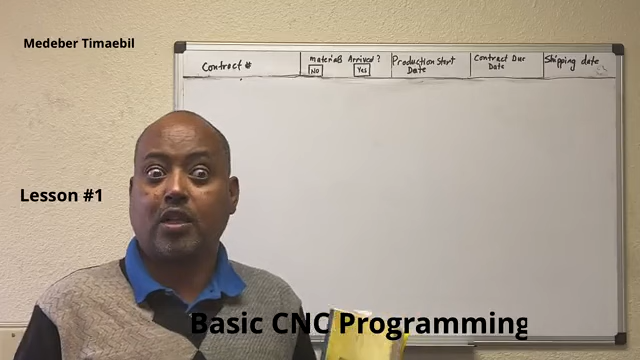 Medeber Timaebil
Contract # materials Arrived? Production Start Contract Due Shipping date
NO Yes Date Date
Lesson #1
Basic CNC Programming